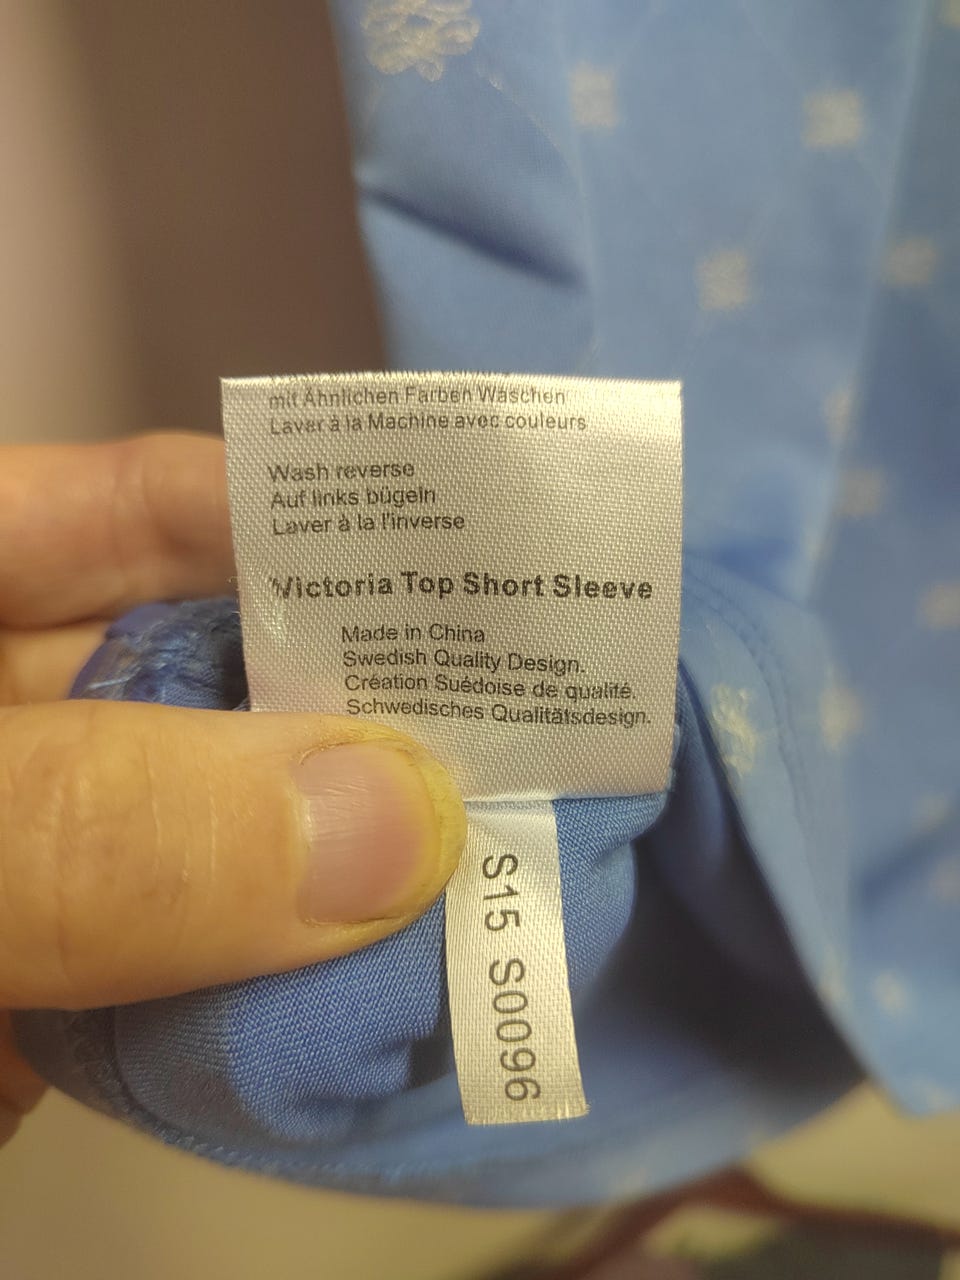 mit Ähnlichen Farben Waschen
Laver à la Machine avec couleurs
Wash reverse
Auf links bügeln
Laver à la l'inverse
Victoria Top Short Sleeve
Made in China
Swedish Quality Design.
Création Suédoise de qualité.
Schwedisches Qualitätsdesign.
S15 S0096